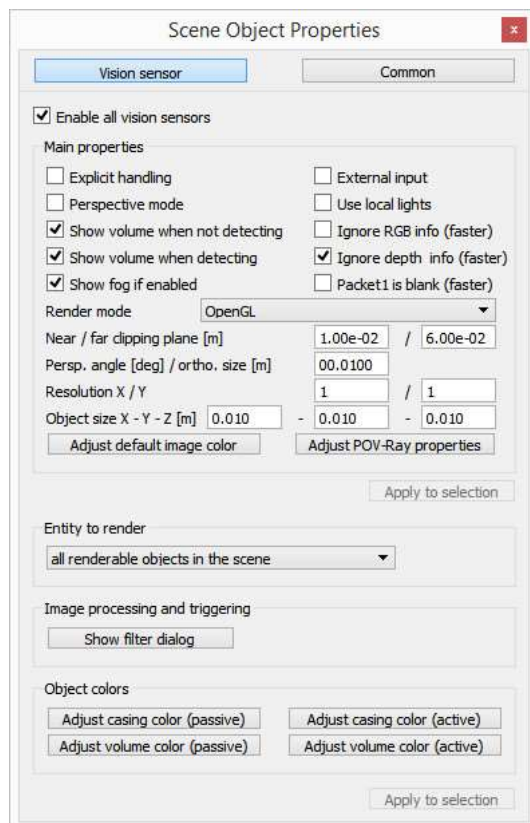 Scene Object Properties
x
Vision sensor Common
Enable all vision sensors
Main properties
Explicit handling External input
Perspective mode Use local lights
Show volume when not detecting Ignore RGB info (faster)
Show volume when detecting Ignore depth info (faster)
Show fog if enabled Packet1 is blank (faster)
Render mode OpenGL
Near / far clipping plane [m] 1.00e-02 / 6.00e-02
Persp. angle [deg] / ortho. size [m] 00.0100
Resolution X / Y 1 / 1
Object size X - Y - Z [m] 0.010 - 0.010 - 0.010
Adjust default image color Adjust POV-Ray properties
Apply to selection
Entity to render
all renderable objects in the scene
Image processing and triggering
Show filter dialog
Object colors
Adjust casing color (passive) Adjust casing color (active)
Adjust volume color (passive) Adjust volume color (active)
Apply to selection